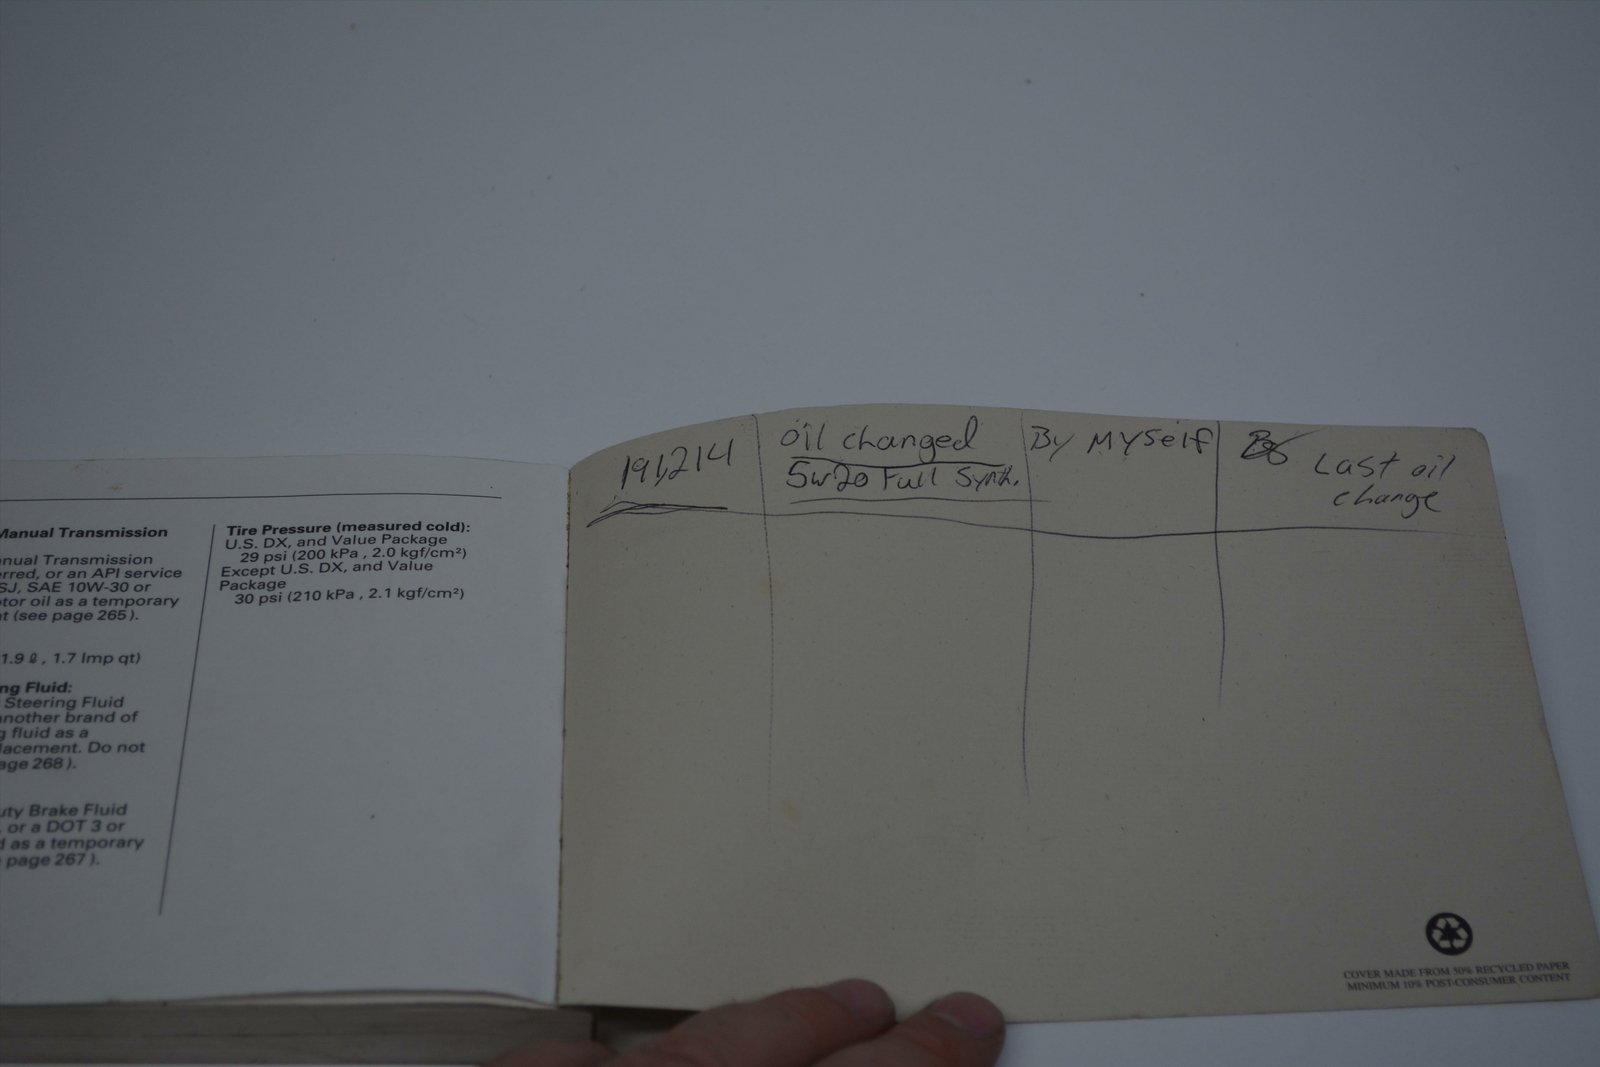 Manual Transmission
nual Transmission
rred, or an API service
SJ, SAE 10W-30 or
tor oil as a temporary
t (see page 265).
1.9 ℓ, 1.7 Imp qt)
ng Fluid:
Steering Fluid
another brand of
g fluid as a
lacement. Do not
age 268).
uty Brake Fluid
, or a DOT 3 or
d as a temporary
page 267).
Tire Pressure (measured cold):
U.S. DX, and Value Package
29 psi (200 kPa, 2.0 kgf/cm²)
Except U.S. DX, and Value
Package
30 psi (210 kPa, 2.1 kgf/cm²)
191,214
oil changed
5w20 Full Synth.
By MYSelf
Last oil
change
COVER MADE FROM 50% RECYCLED PAPER
MINIMUM 10% POST-CONSUMER CONTENT